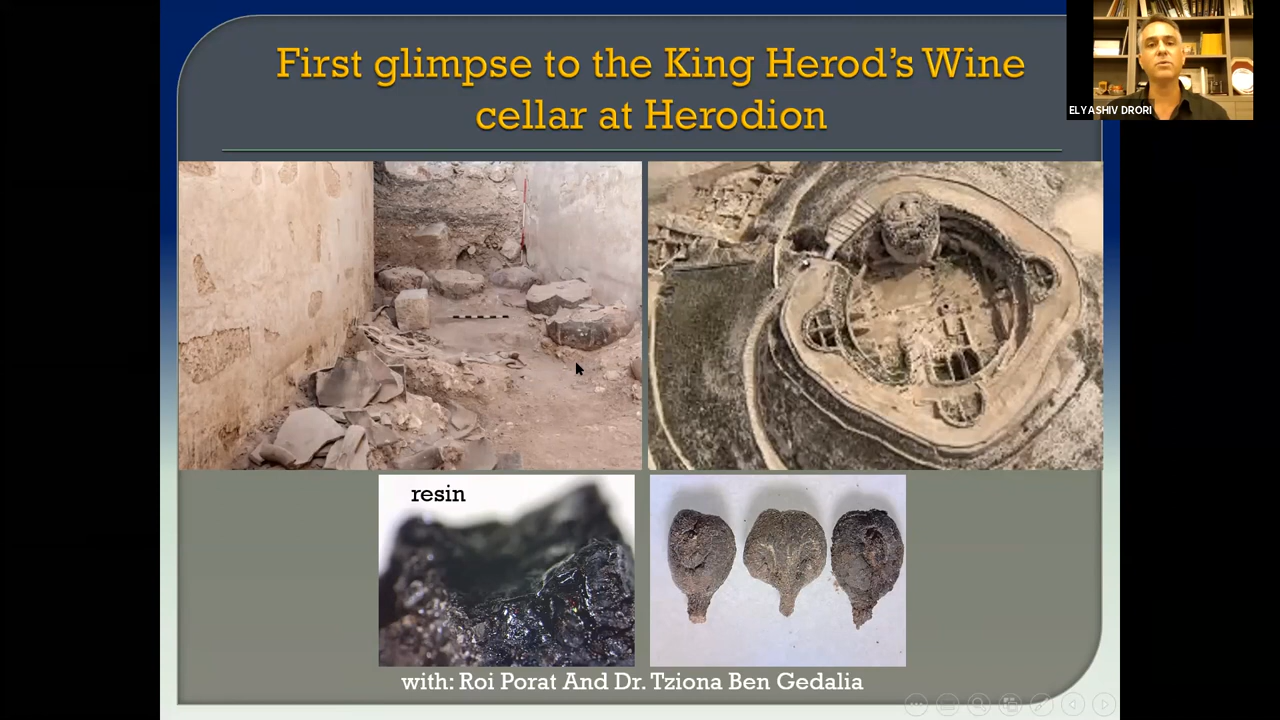 First glimpse to the King Herod's Wine
cellar at Herodion
ELYASHIV DRORI
resin
with: Roi Porat And Dr. Tziona Ben Gedalia